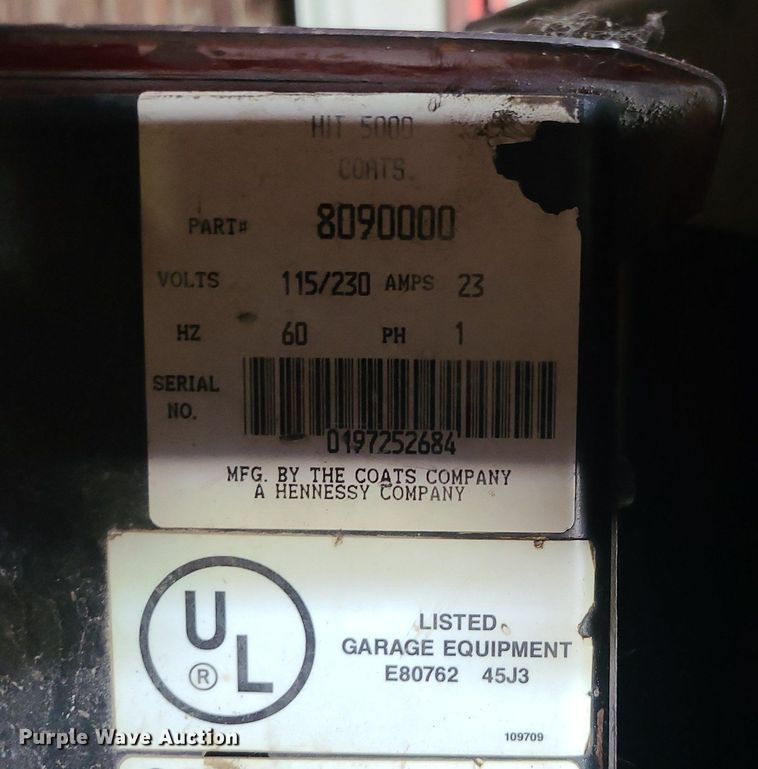 HIT 5000
COATS
PART# 8090000
VOLTS 115/230 AMPS 23
HZ 60 PH 1
SERIAL
NO.
0197252684
MFG. BY THE COATS COMPANY
A HENNESSY COMPANY
UL
®
LISTED
GARAGE EQUIPMENT
E80762 45J3
109709
Purple Wave Auction